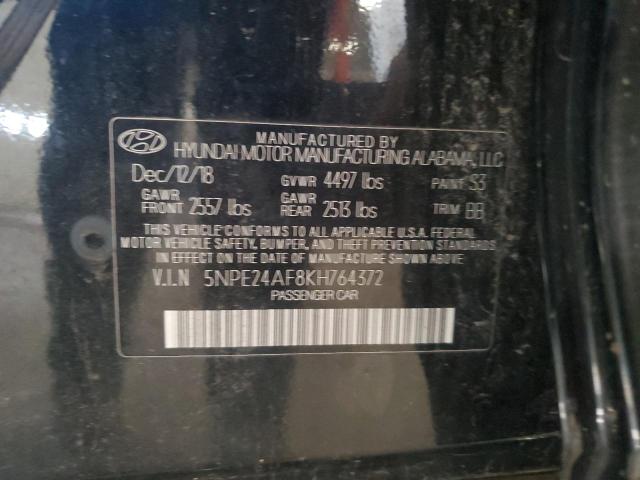 MANUFACTURED BY
HYUNDAI MOTOR MANUFACTURING ALABAMA, LLC
Dec/12/18 GVWR 4497 lbs PAINT S3
GAWR FRONT 2557 lbs GAWR REAR 2513 lbs TRIM BB
THIS VEHICLE CONFORMS TO ALL APPLICABLE U.S.A. FEDERAL
MOTOR VEHICLE SAFETY, BUMPER, AND THEFT PREVENTION STANDARDS
IN EFFECT ON THE DATE OF MANUFACTURE SHOWN ABOVE.
V.I.N 5NPE24AF8KH764372
PASSENGER CAR